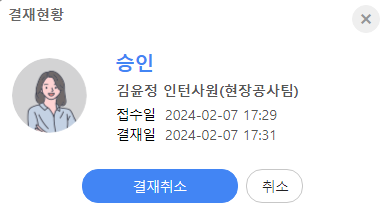 결재현황
승인
김윤정 인턴사원(현장공사팀)
접수일 2024-02-07 17:29
결재일 2024-02-07 17:31
결재취소 취소